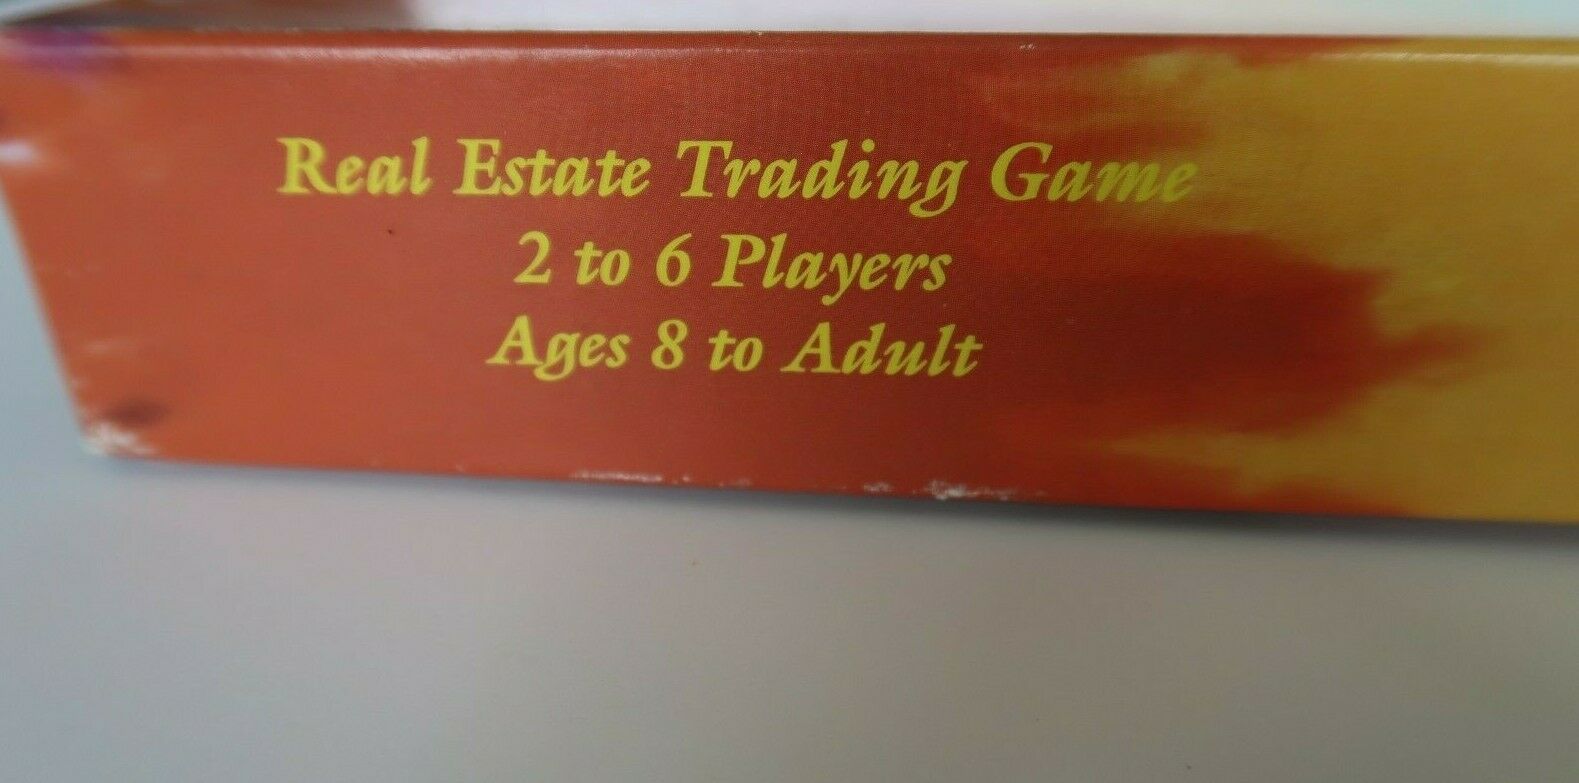 Real Estate Trading Game
2 to 6 Players
Ages 8 to Adult